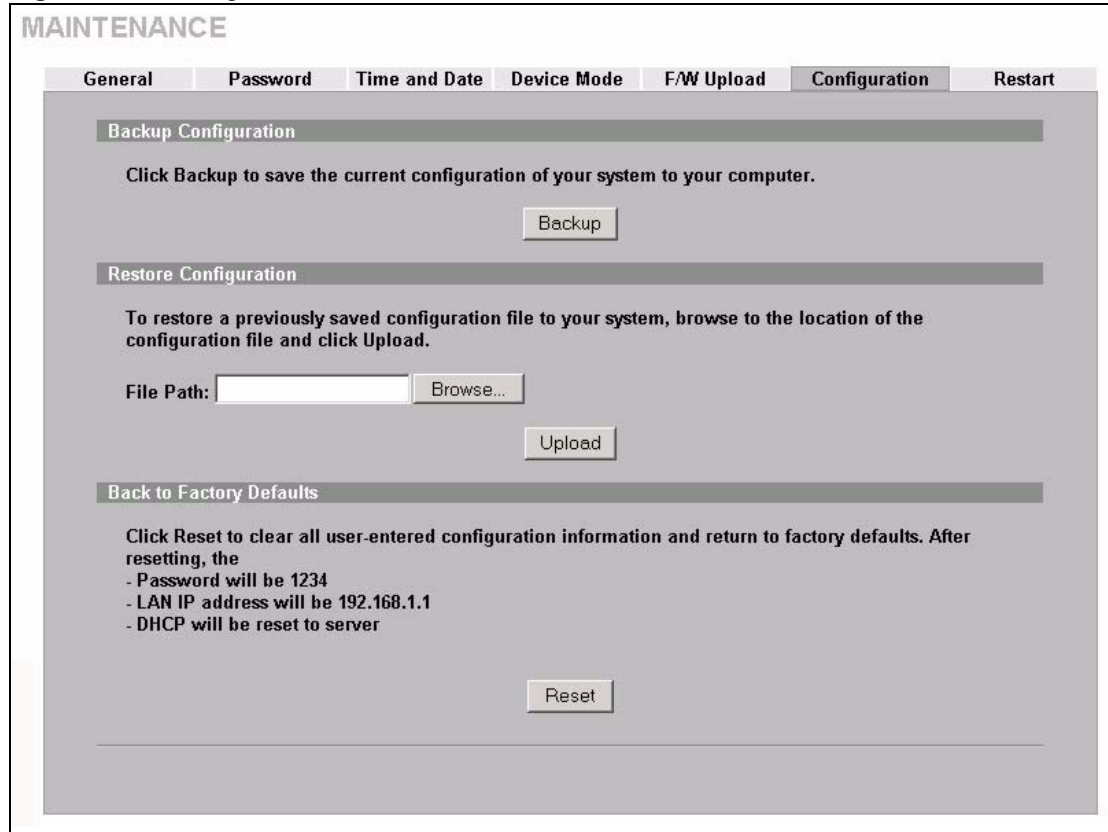 MAINTENANCE
General Password Time and Date Device Mode F/W Upload Configuration Restart
Backup Configuration
Click Backup to save the current configuration of your system to your computer.
Backup
Restore Configuration
To restore a previously saved configuration file to your system, browse to the location of the
configuration file and click Upload.
File Path: Browse...
Upload
Back to Factory Defaults
Click Reset to clear all user-entered configuration information and return to factory defaults. After
resetting, the
- Password will be 1234
- LAN IP address will be 192.168.1.1
- DHCP will be reset to server
Reset